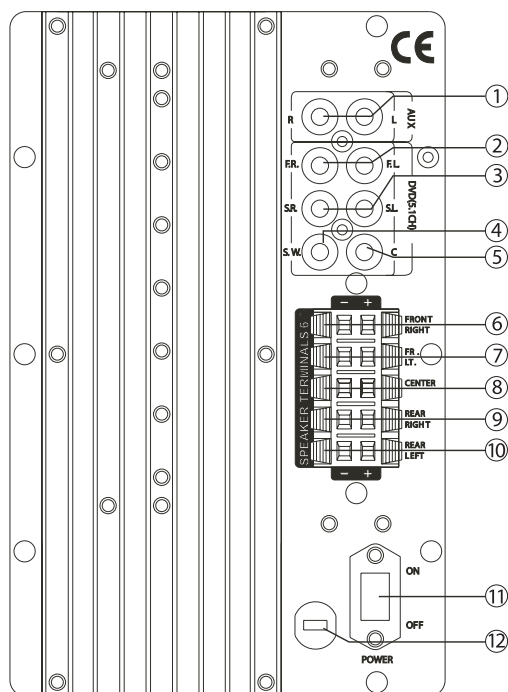 CE
①
R
L
AUX
②
F.R.
F.L.
③
S.R.
S.L.
DVD(5.1CH)
④
S.W.
C
⑤
− +
SPEAKER TERMINALS 6
FRONT
RIGHT
⑥
FR .
LT.
⑦
CENTER
⑧
REAR
RIGHT
⑨
REAR
LEFT
⑩
− +
ON
⑪
OFF
⑫
POWER